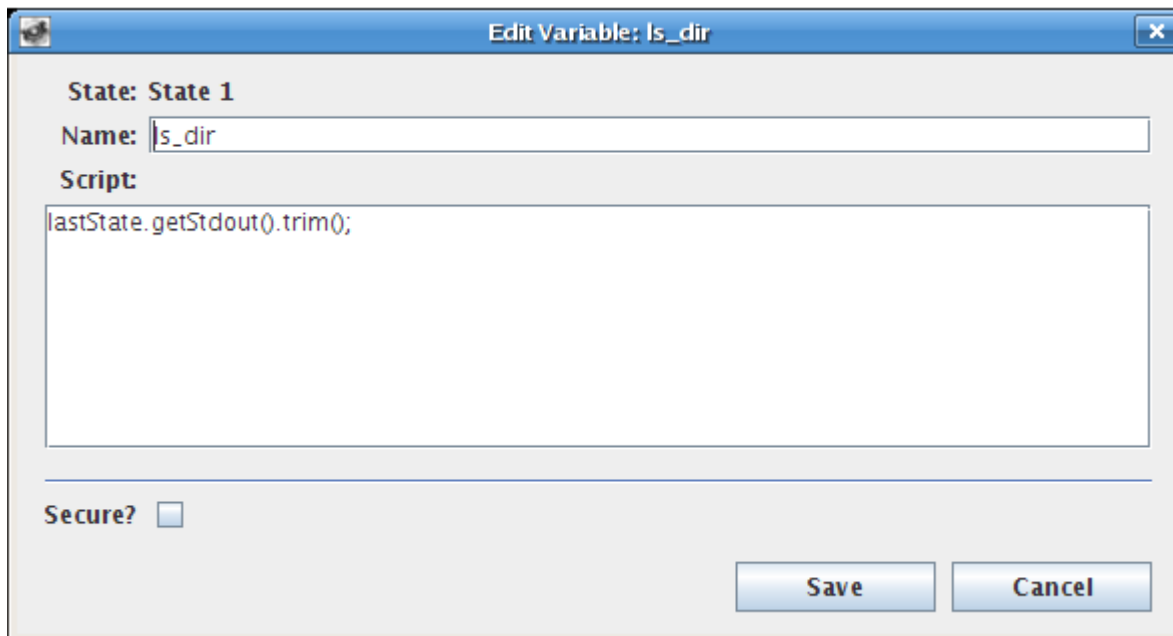 Edit Variable: ls_dir
State: State 1
Name: ls_dir
Script:
lastState.getStdout().trim();
Secure?
Save Cancel